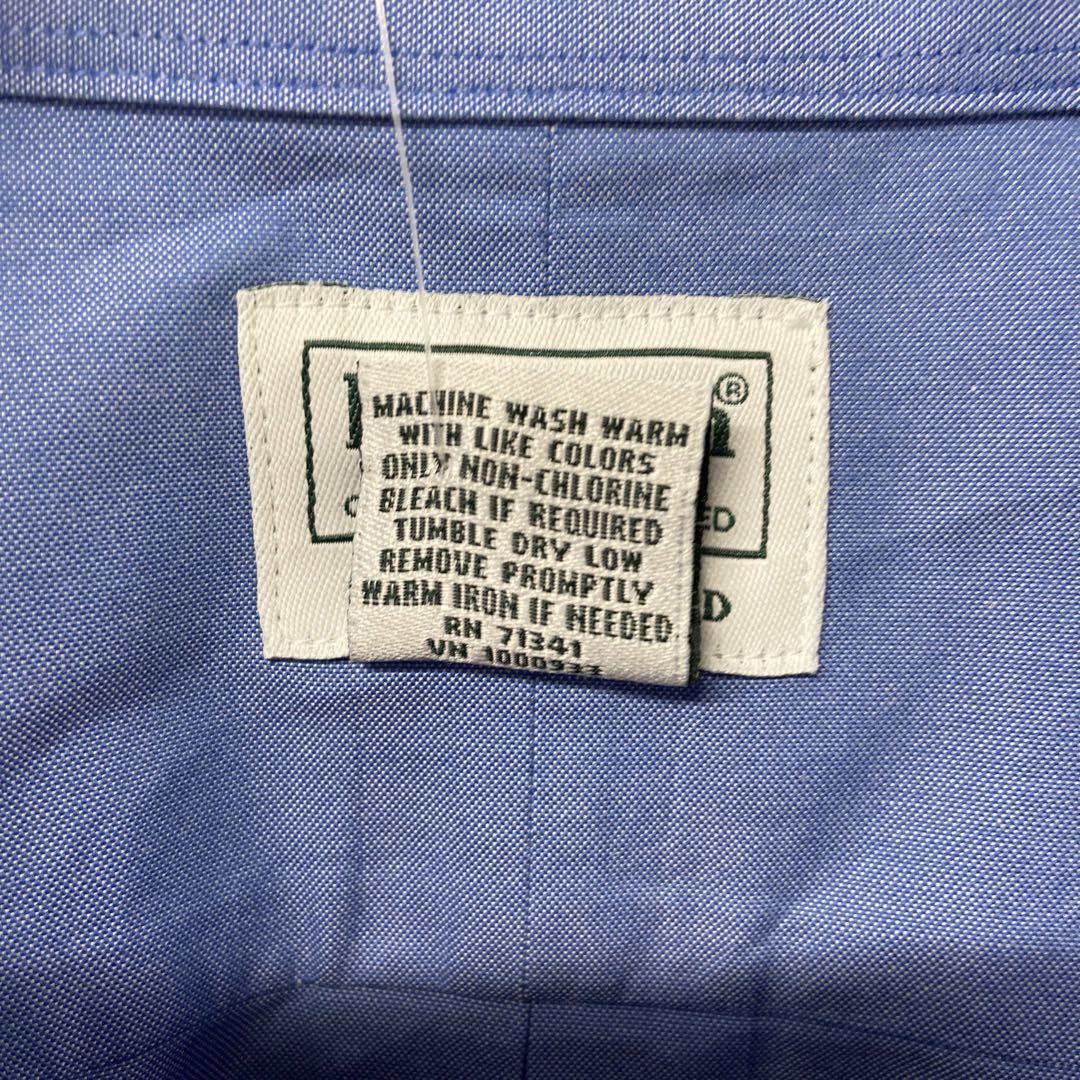 ®
MACHINE WASH WARM
WITH LIKE COLORS
ONLY NON-CHLORINE
BLEACH IF REQUIRED
TUMBLE DRY LOW
REMOVE PROMPTLY
WARM IRON IF NEEDED.
RN 71341